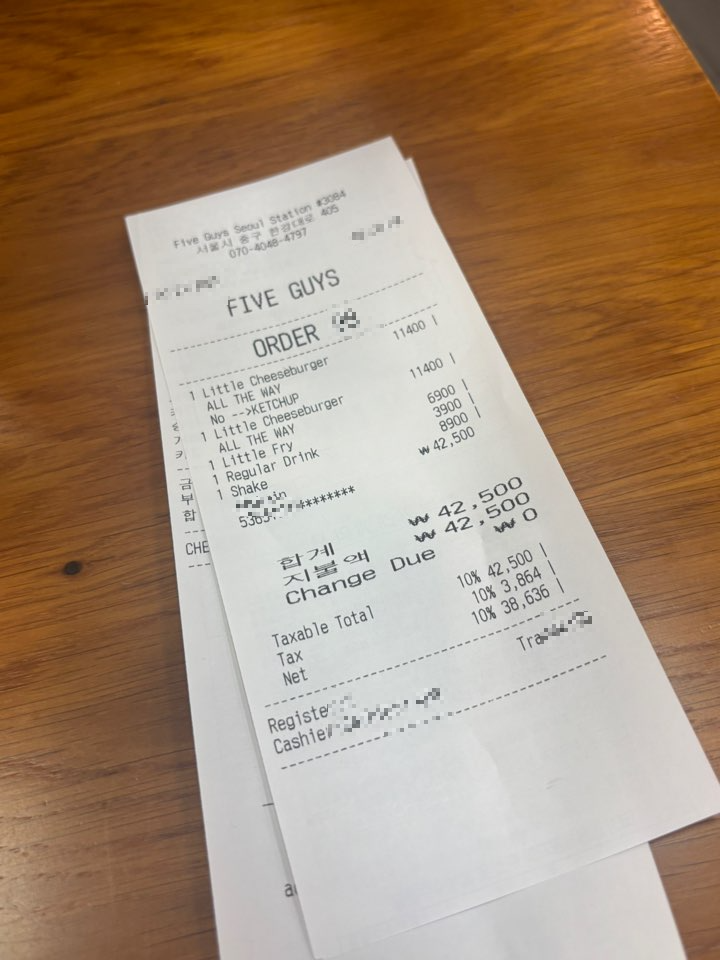 Five Guys Seoul Station #3084
서울시 중구 한강대로 405
070-4048-4797
FIVE GUYS
ORDER
1 Little Cheeseburger 11400
ALL THE WAY
No -->KETCHUP
1 Little Cheeseburger 11400
ALL THE WAY
1 Little Fry 6900
1 Regular Drink 3900
1 Shake 8900
₩ 42,500
합계 ₩ 42,500
지불액 ₩ 42,500
Change Due ₩ 0
Taxable Total 10% 42,500
Tax 10% 3,864
Net 10% 38,636
Cashier
금
부
합
CHE